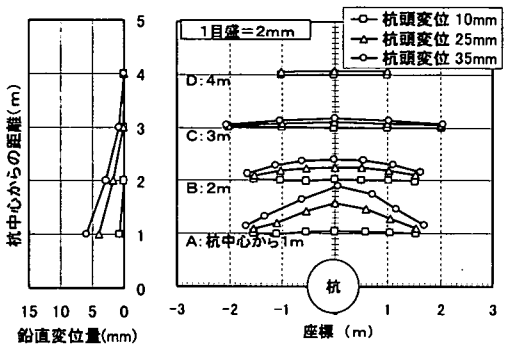 杭頭変位 10mm
杭頭変位 25mm
杭頭変位 35mm
1目盛=2mm
D:4m
C:3m
B:2m
A:杭中心から1m
杭
杭中心からの距離(m)
5
4
3
2
1
0
15 10 5 0
鉛直変位量(mm)
-3 -2 -1 0 1 2 3
座標 (m)